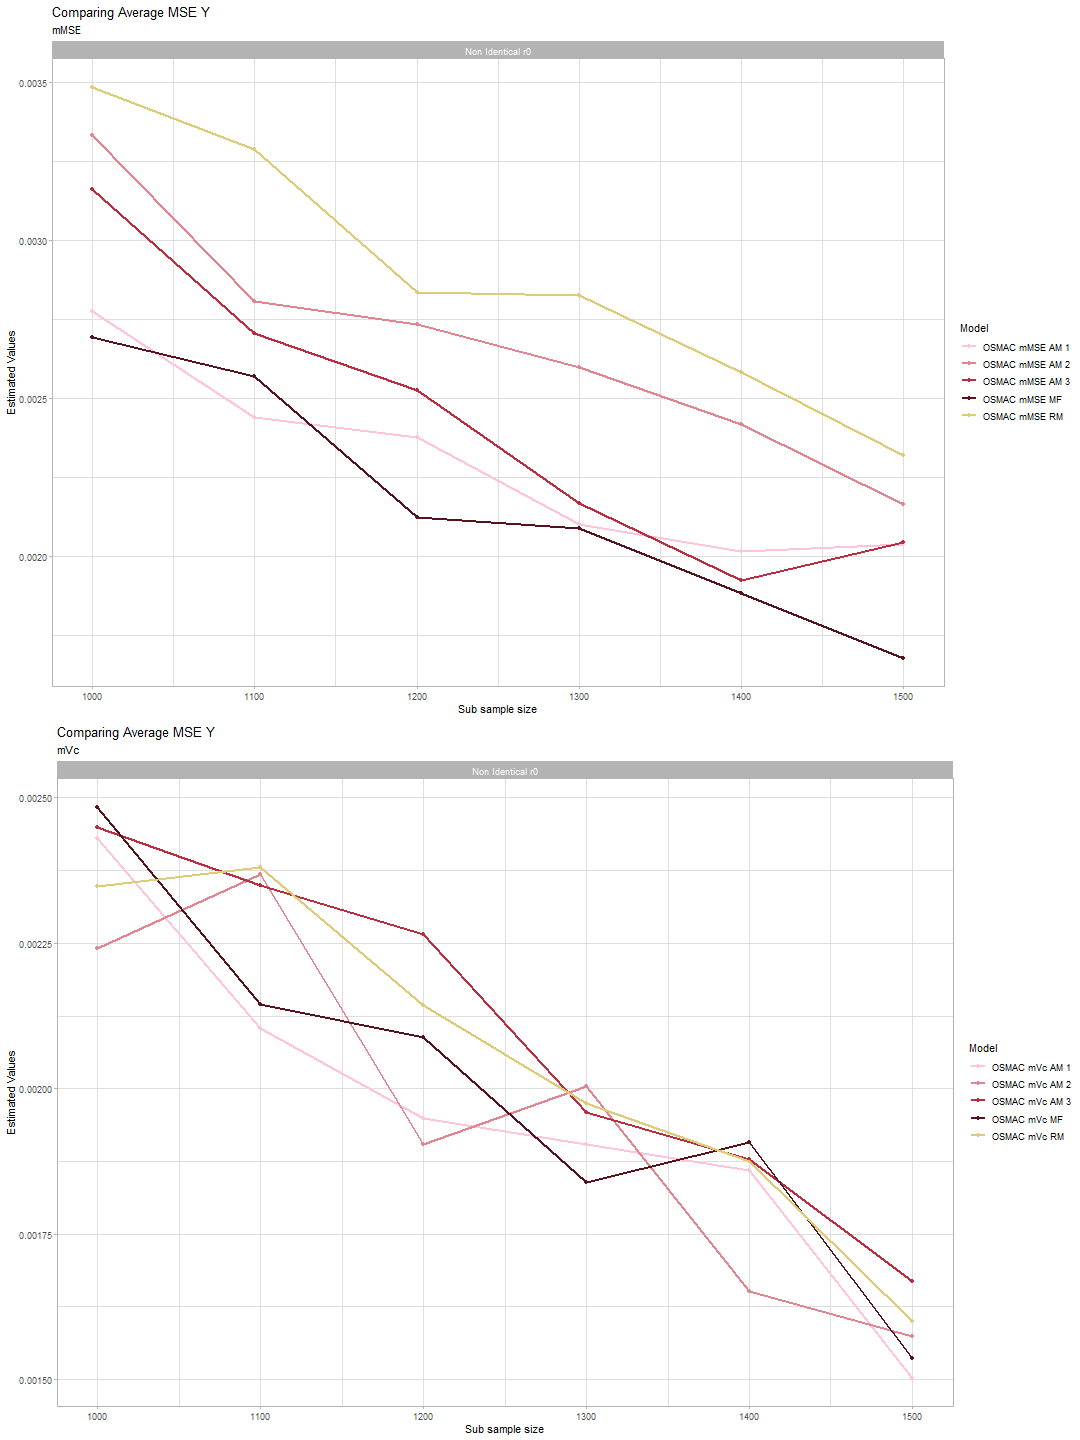 Comparing Average MSE Y
mMSE
Non Identical r0
0.0035
0.0030
0.0025
0.0020
Estimated Values
1000 1100 1200 1300 1400 1500
Sub sample size
Model
OSMAC mMSE AM 1
OSMAC mMSE AM 2
OSMAC mMSE AM 3
OSMAC mMSE MF
OSMAC mMSE RM
Comparing Average MSE Y
mVc
Non Identical r0
0.00250
0.00225
0.00200
0.00175
0.00150
Estimated Values
1000 1100 1200 1300 1400 1500
Sub sample size
Model
OSMAC mVc AM 1
OSMAC mVc AM 2
OSMAC mVc AM 3
OSMAC mVc MF
OSMAC mVc RM